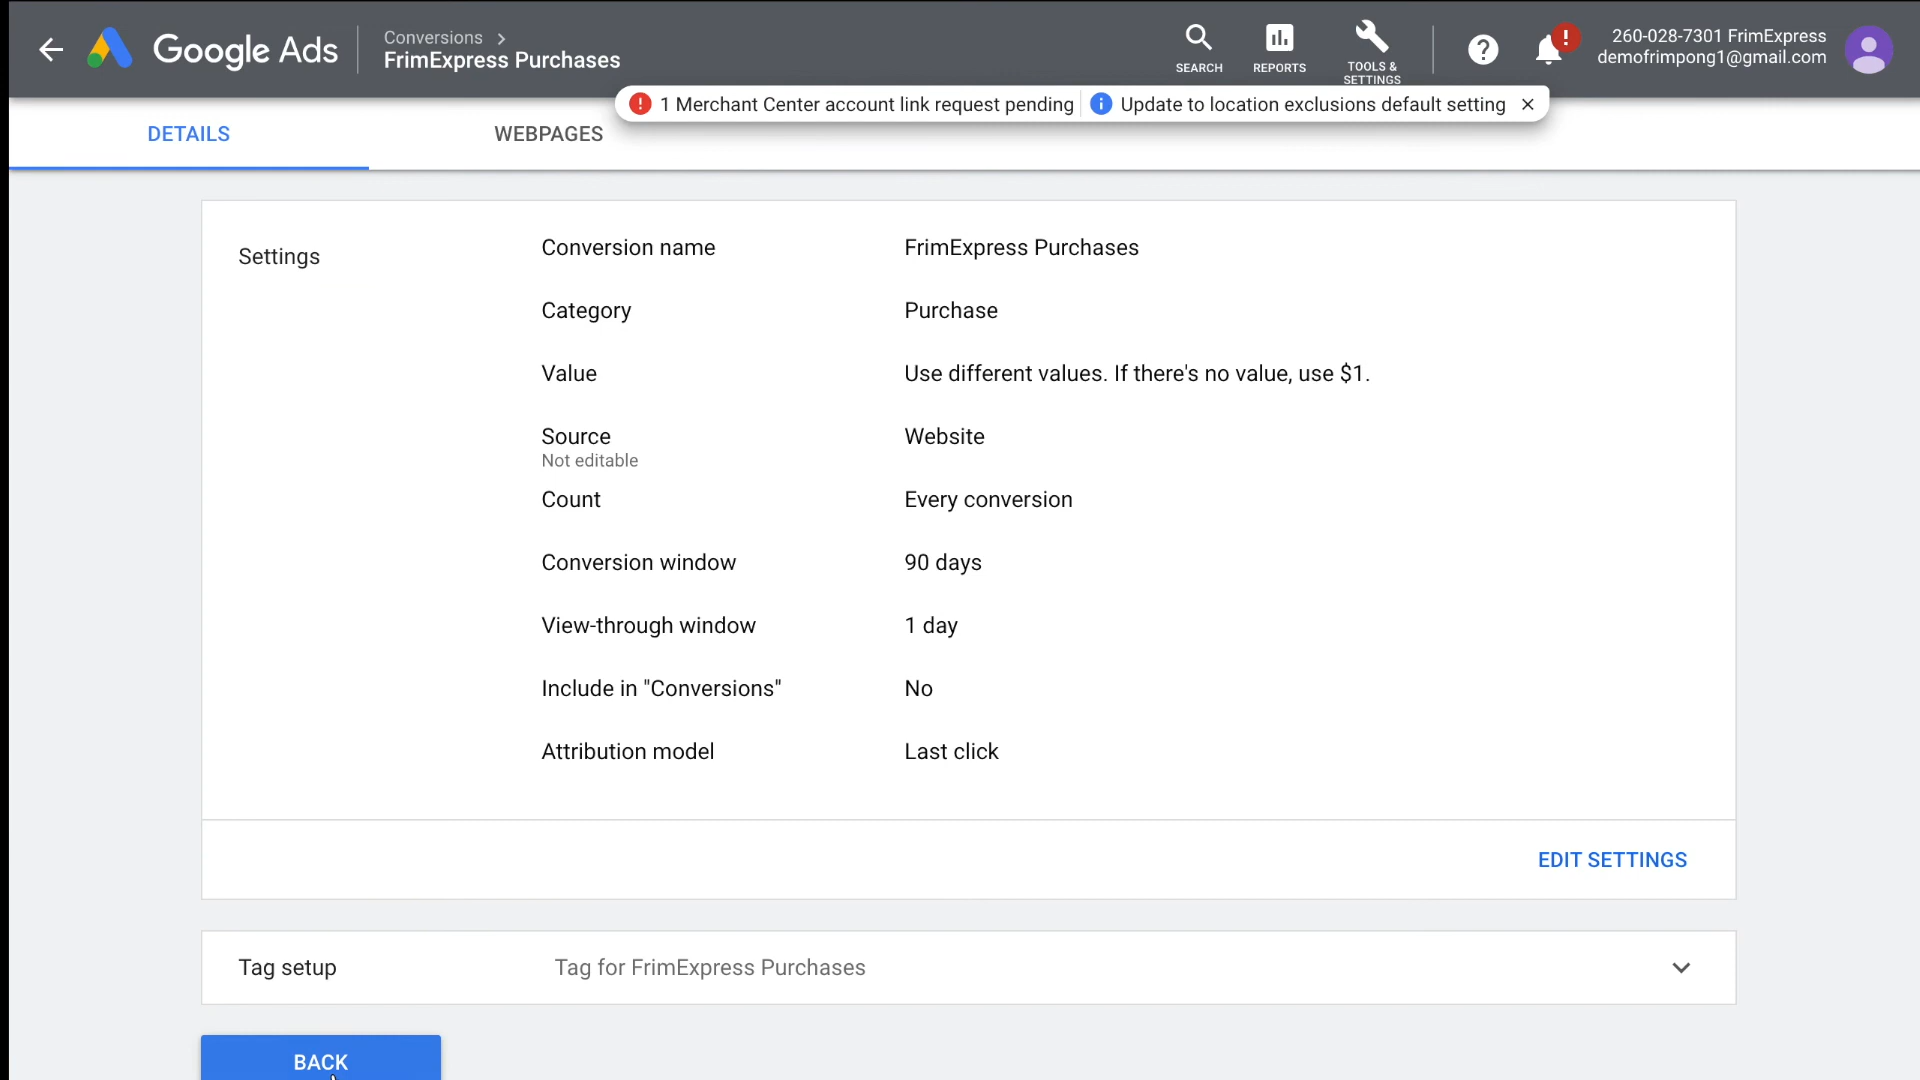 Google Ads
Conversions
FrimExpress Purchases
SEARCH
REPORTS
TOOLS &
SETTINGS
260-028-7301 FrimExpress
demofrimpong1@gmail.com
1 Merchant Center account link request pending
Update to location exclusions default setting
DETAILS
WEBPAGES
Settings
Conversion name FrimExpress Purchases
Category Purchase
Value Use different values. If there's no value, use $1.
Source Website
Not editable
Count Every conversion
Conversion window 90 days
View-through window 1 day
Include in "Conversions" No
Attribution model Last click
EDIT SETTINGS
Tag setup Tag for FrimExpress Purchases
BACK